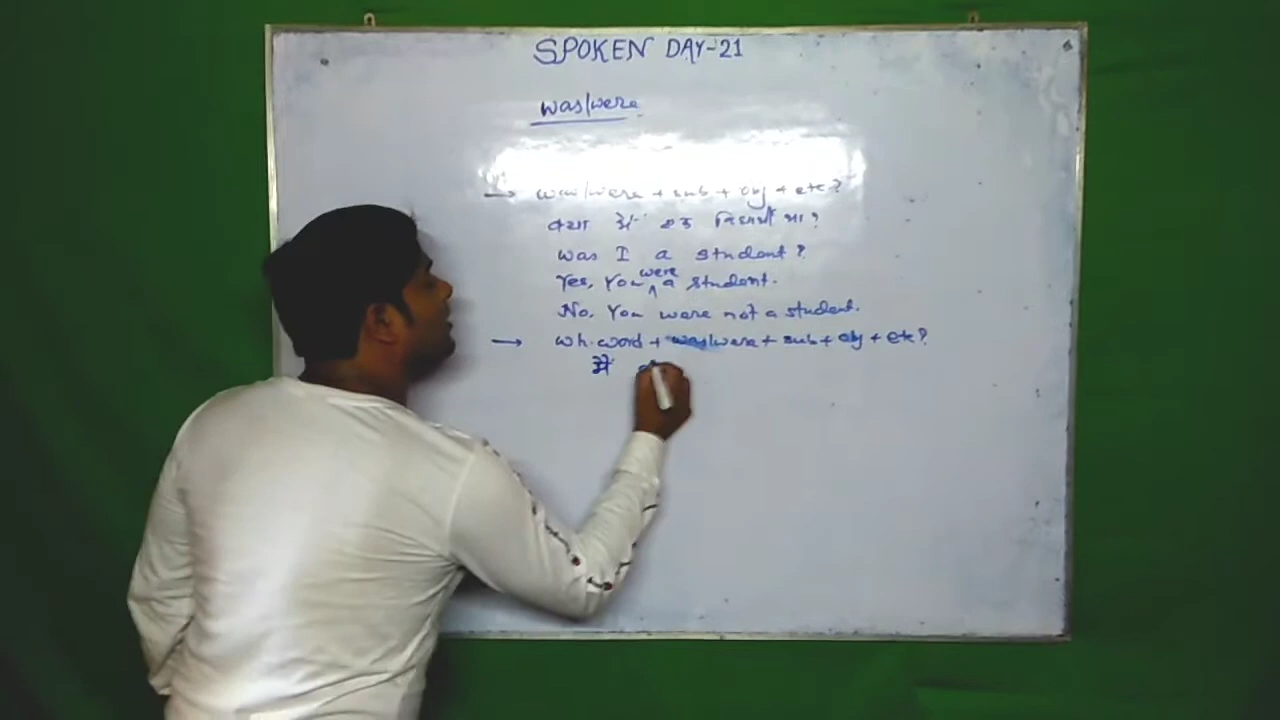 SPOKEN DAY-21
was/were
→ was/were + sub + obj + etc?
क्या मैं एक विद्यार्थी था?
was I a student?
Yes, You were a student.
No, You were not a student.
→ wh.word + was/were + sub + obj + etc?
मैं